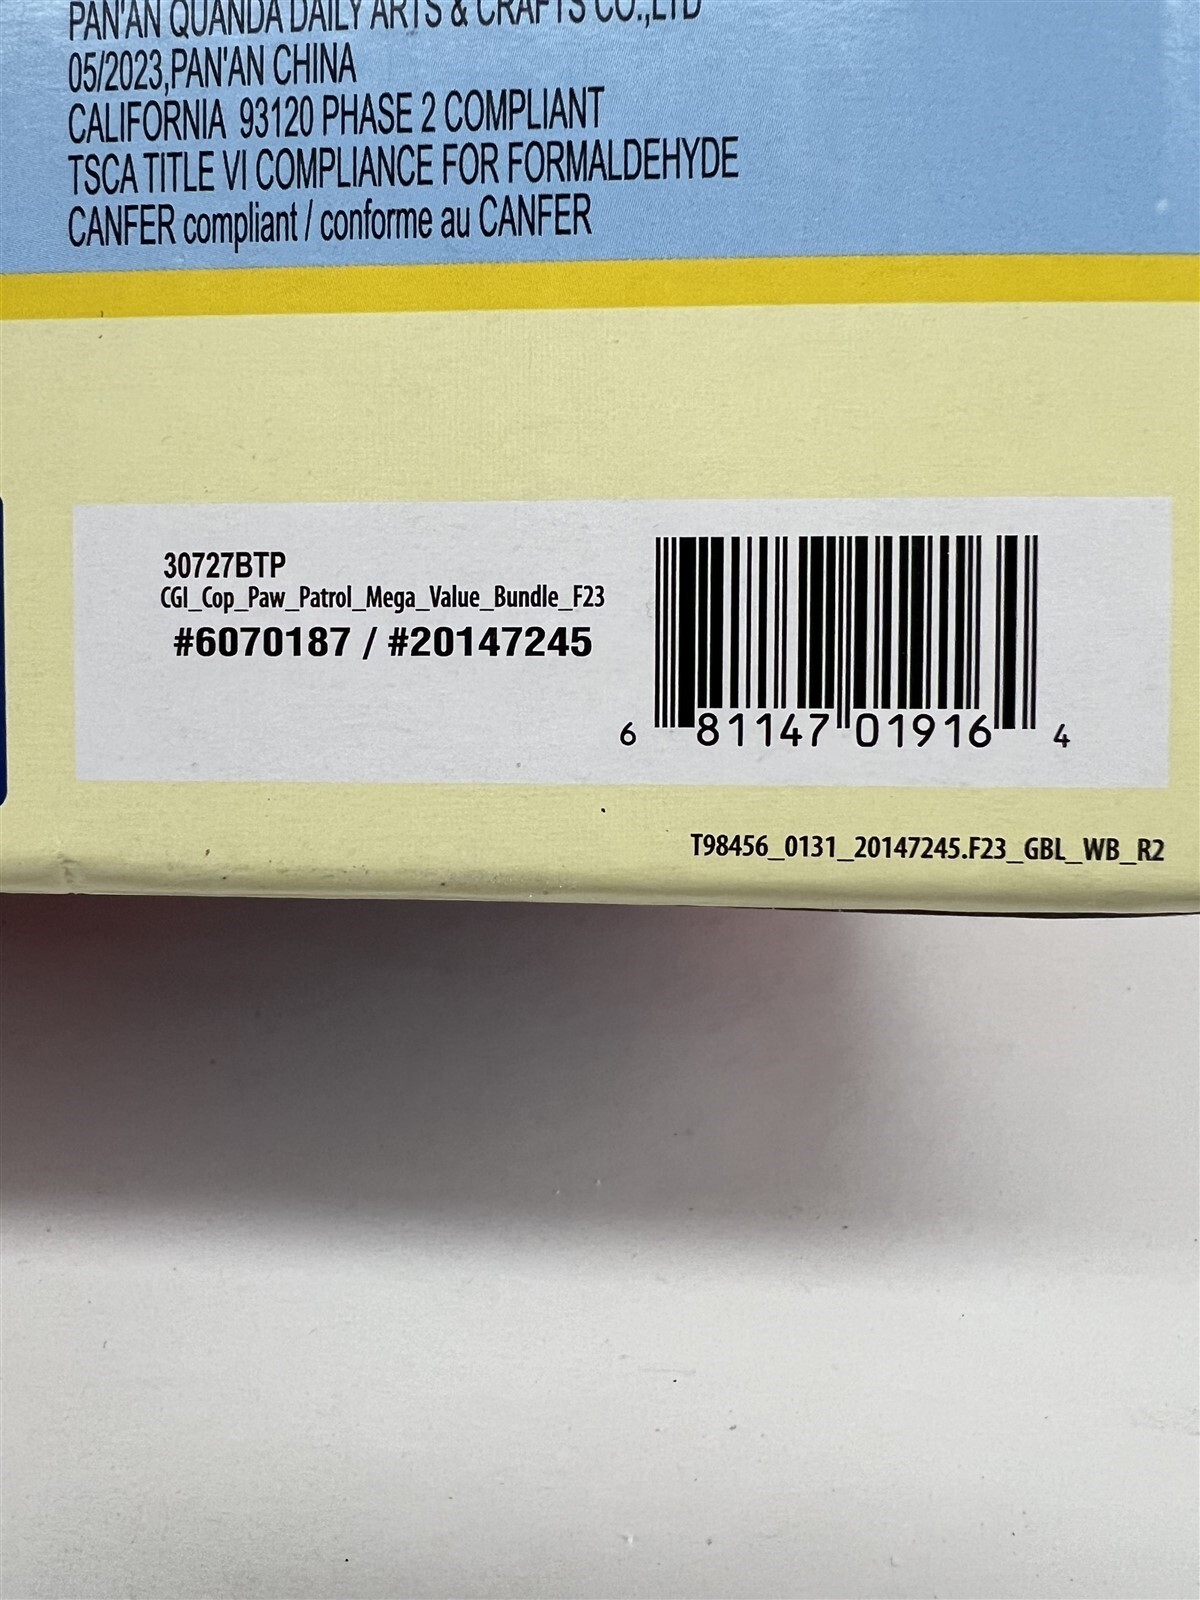 PAN'AN QUANDA DAILY ARTS & CRAFTS CO.,LTD
05/2023,PAN'AN CHINA
CALIFORNIA 93120 PHASE 2 COMPLIANT
TSCA TITLE VI COMPLIANCE FOR FORMALDEHYDE
CANFER compliant / conforme au CANFER
30727BTP
CGI_Cop_Paw_Patrol_Mega_Value_Bundle_F23
#6070187 / #20147245
6 81147 01916 4
T98456_0131_20147245.F23_GBL_WB_R2